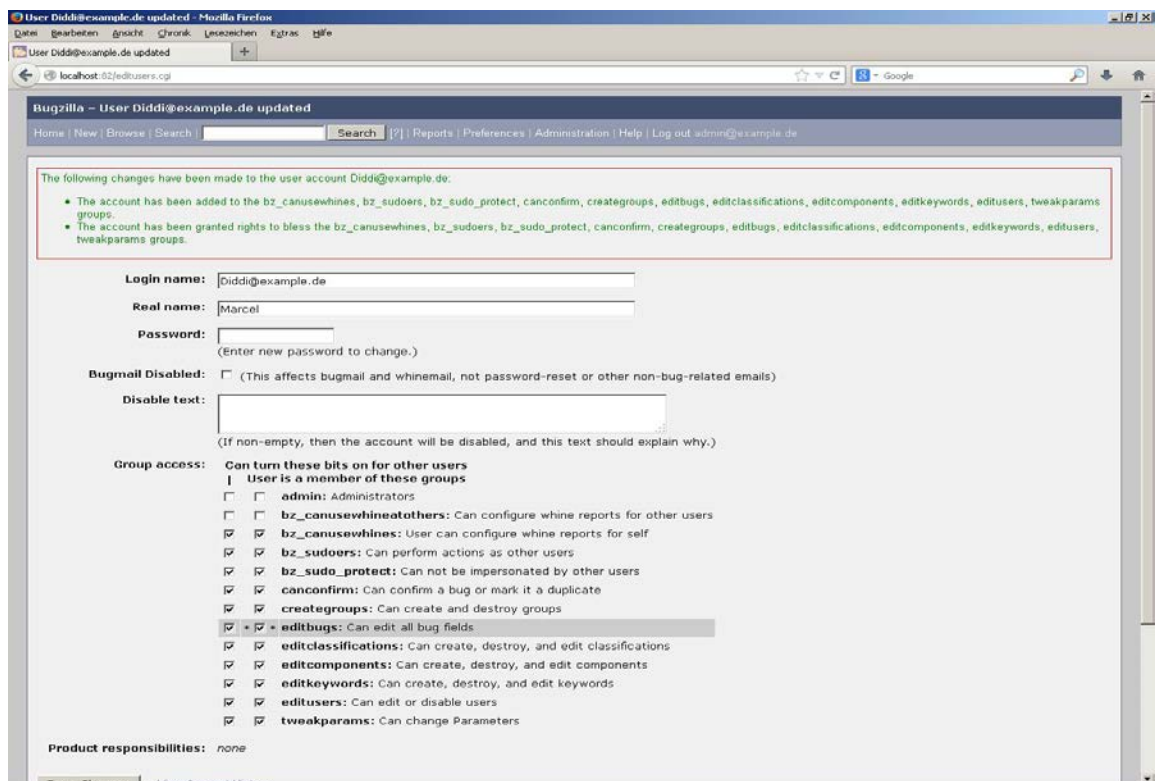 User Diddi@example.de updated - Mozilla Firefox
Datei Bearbeiten Ansicht Chronik Lesezeichen Extras Hilfe
User Diddi@example.de updated +
localhost:82/editusers.cgi Google
Bugzilla – User Diddi@example.de updated
Home | New | Browse | Search | Search [?] | Reports | Preferences | Administration | Help | Log out admin@example.de
The following changes have been made to the user account Diddi@example.de:
• The account has been added to the bz_canusewhines, bz_sudoers, bz_sudo_protect, canconfirm, creategroups, editbugs, editclassifications, editcomponents, editkeywords, editusers, tweakparams
groups.
• The account has been granted rights to bless the bz_canusewhines, bz_sudoers, bz_sudo_protect, canconfirm, creategroups, editbugs, editclassifications, editcomponents, editkeywords, editusers,
tweakparams groups.
Login name: Diddi@example.de
Real name: Marcel
Password:
(Enter new password to change.)
Bugmail Disabled: (This affects bugmail and whinemail, not password-reset or other non-bug-related emails)
Disable text:
(If non-empty, then the account will be disabled, and this text should explain why.)
Group access: Can turn these bits on for other users
| User is a member of these groups
admin: Administrators
bz_canusewhineatothers: Can configure whine reports for other users
bz_canusewhines: User can configure whine reports for self
bz_sudoers: Can perform actions as other users
bz_sudo_protect: Can not be impersonated by other users
canconfirm: Can confirm a bug or mark it a duplicate
creategroups: Can create and destroy groups
* * editbugs: Can edit all bug fields
editclassifications: Can create, destroy, and edit classifications
editcomponents: Can create, destroy, and edit components
editkeywords: Can create, destroy, and edit keywords
editusers: Can edit or disable users
tweakparams: Can change Parameters
Product responsibilities: none